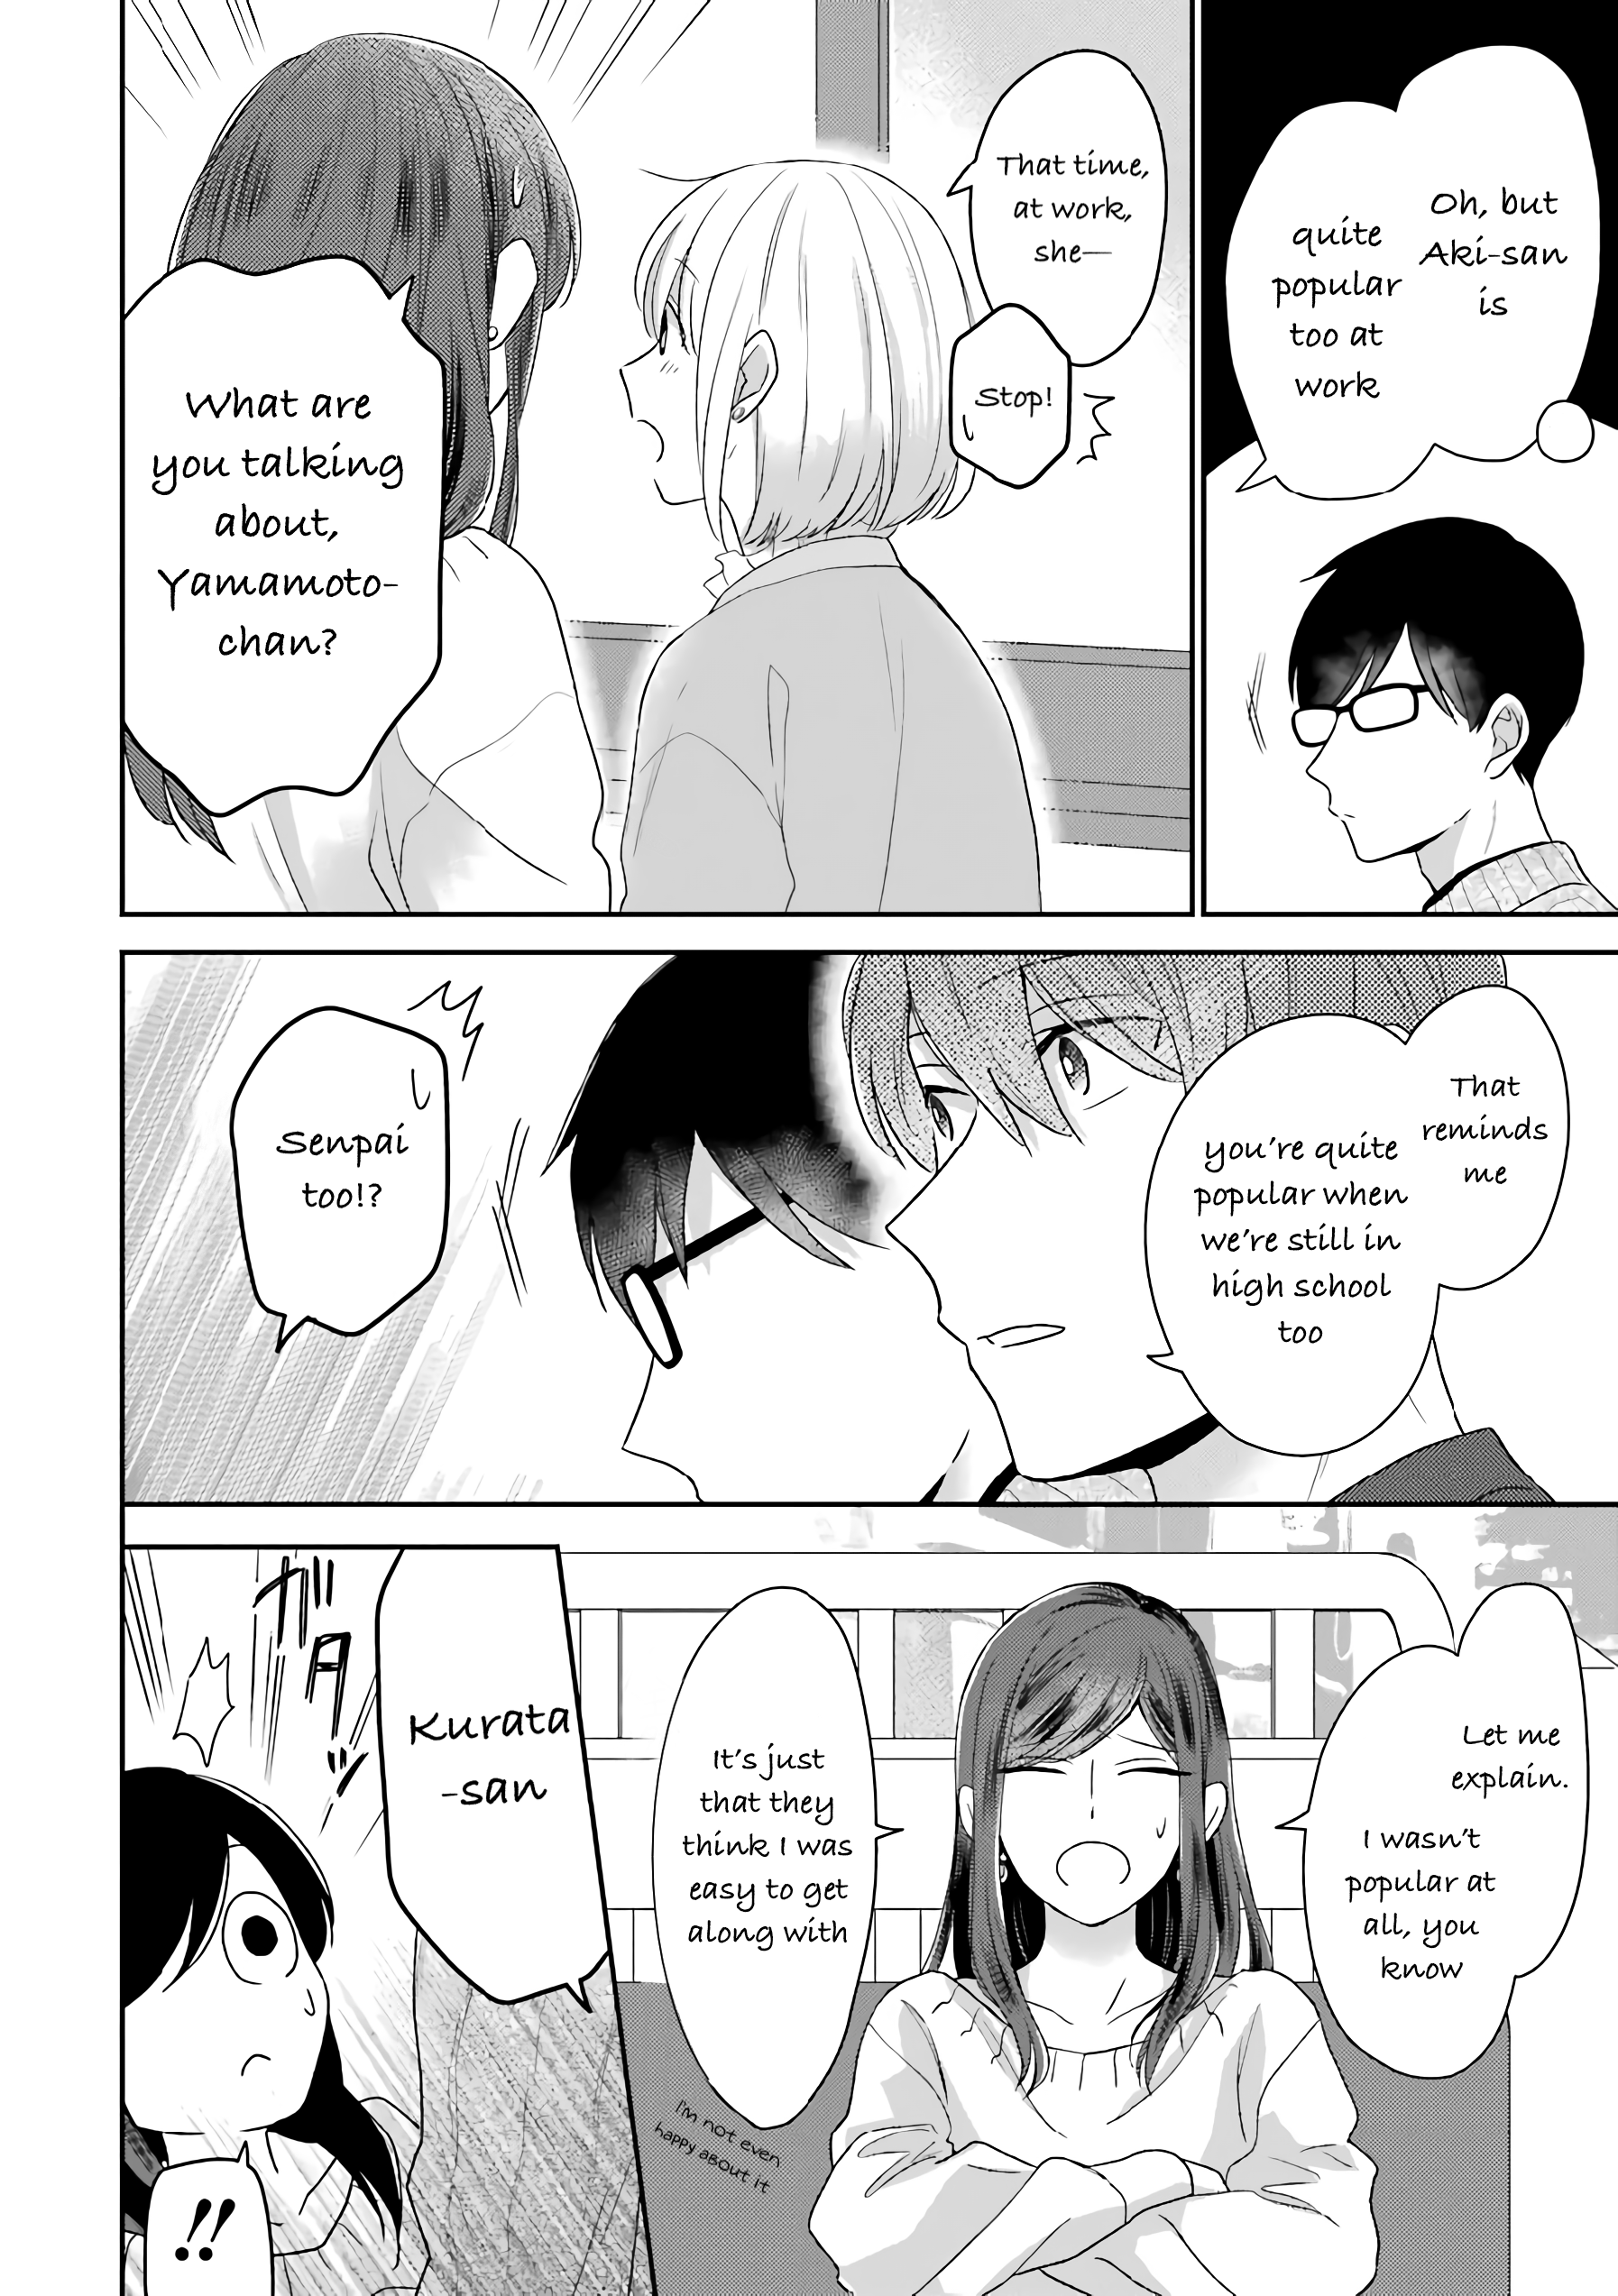 Oh, but
Aki-san
is
quite
popular
too at
work
That time,
at work,
she—
Stop!
What are
you talking
about,
Yamamoto-
chan?
That
reminds
me
you're quite
popular when
we're still in
high school
too
Senpai
too!?
Let me
explain.
I wasn't
popular at
all, you
know
It's just
that they
think I was
easy to get
along with
I'm not even
happy about it
Kurata
-san
ガタッ
!!